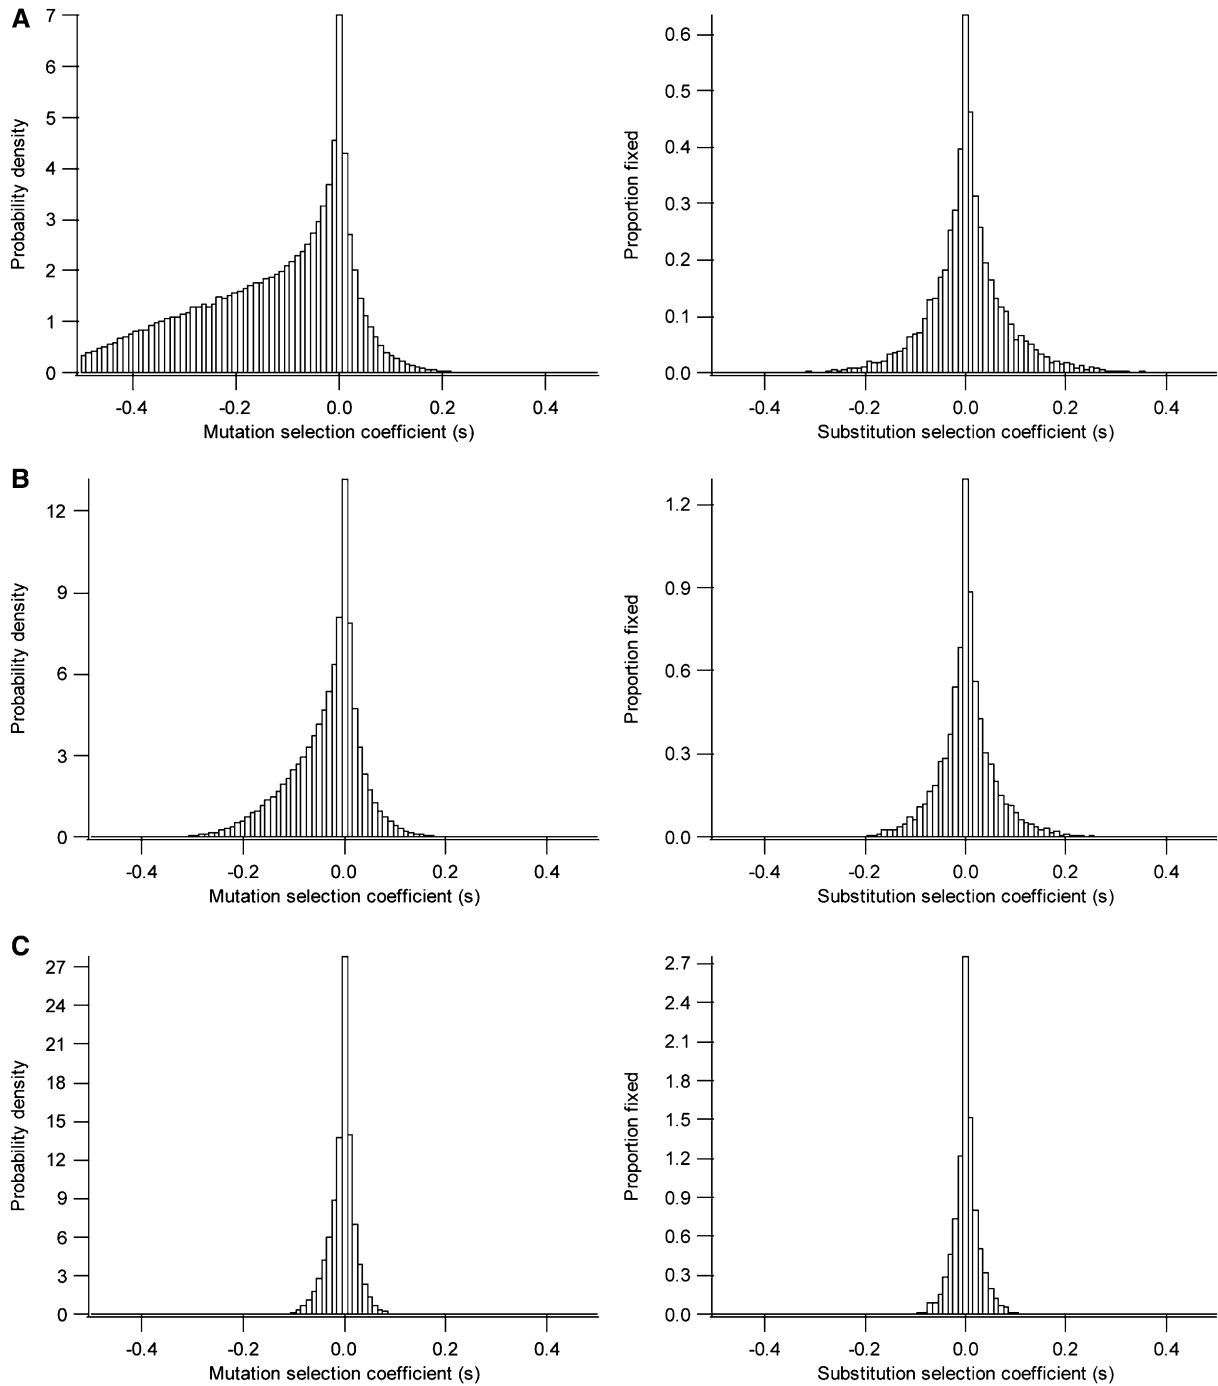 A
7
6
5
4
3
2
1
0
Probability density
-0.4 -0.2 0.0 0.2 0.4
Mutation selection coefficient (s)
0.6
0.5
0.4
0.3
0.2
0.1
0.0
Proportion fixed
-0.4 -0.2 0.0 0.2 0.4
Substitution selection coefficient (s)
B
12
9
6
3
0
Probability density
-0.4 -0.2 0.0 0.2 0.4
Mutation selection coefficient (s)
1.2
0.9
0.6
0.3
0.0
Proportion fixed
-0.4 -0.2 0.0 0.2 0.4
Substitution selection coefficient (s)
C
27
24
21
18
15
12
9
6
3
0
Probability density
-0.4 -0.2 0.0 0.2 0.4
Mutation selection coefficient (s)
2.7
2.4
2.1
1.8
1.5
1.2
0.9
0.6
0.3
0.0
Proportion fixed
-0.4 -0.2 0.0 0.2 0.4
Substitution selection coefficient (s)